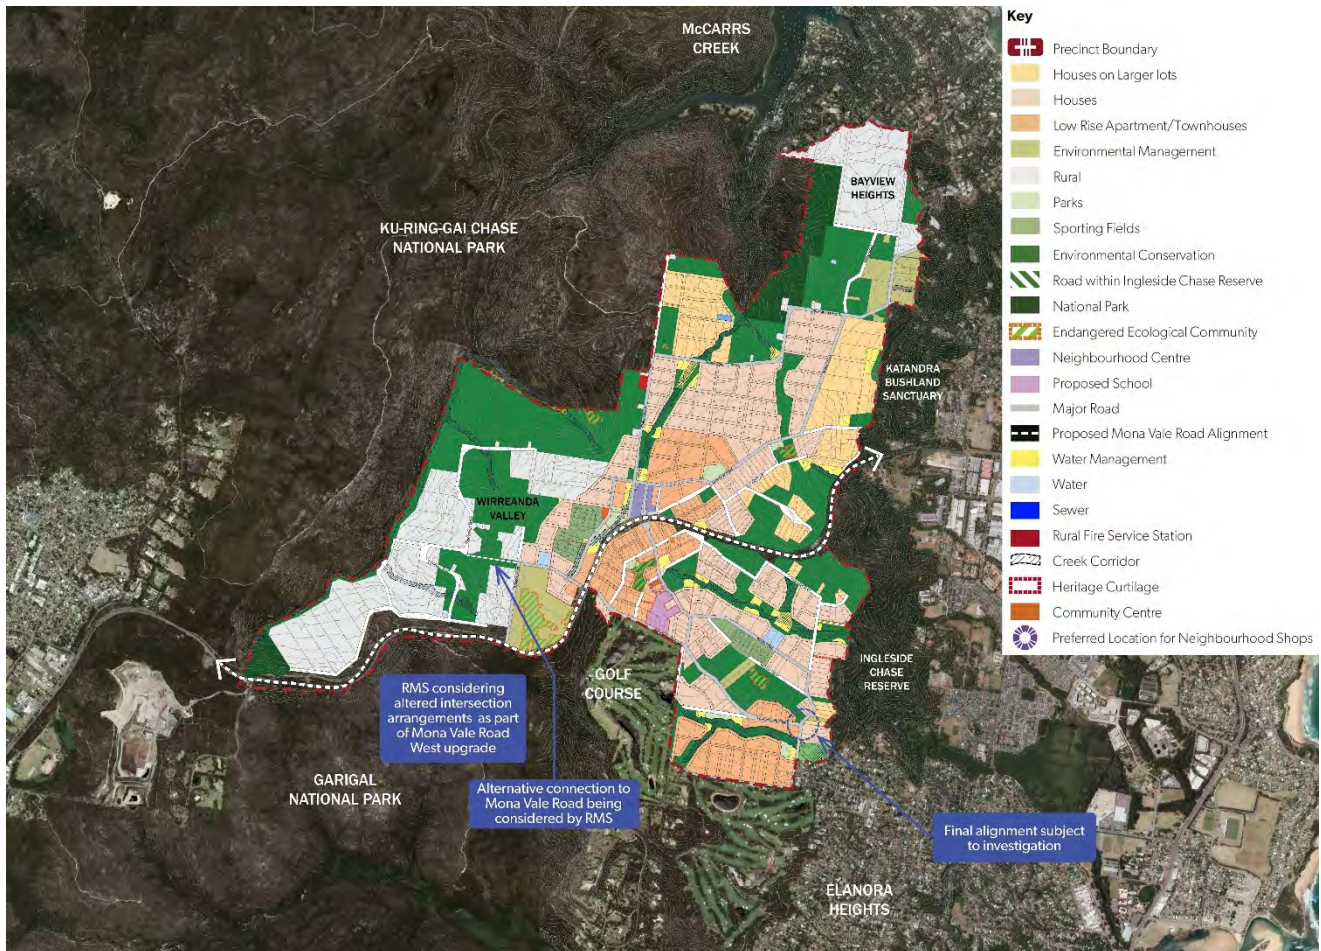 McCARRS
CREEK
KU-RING-GAI CHASE
NATIONAL PARK
BAYVIEW
HEIGHTS
KATANDRA
BUSHLAND
SANCTUARY
WIRREANDA
VALLEY
INGLESIDE
CHASE
RESERVE
GOLF
COURSE
RMS considering
altered intersection
arrangements as part
of Mona Vale Road
West upgrade
GARIGAL
NATIONAL PARK
Alternative connection to
Mona Vale Road being
considered by RMS
Final alignment subject
to investigation
ELANORA
HEIGHTS
Key
Precinct Boundary
Houses on Larger lots
Houses
Low Rise Apartment/Townhouses
Environmental Management
Rural
Parks
Sporting Fields
Environmental Conservation
Road within Ingleside Chase Reserve
National Park
Endangered Ecological Community
Neighbourhood Centre
Proposed School
Major Road
Proposed Mona Vale Road Alignment
Water Management
Water
Sewer
Rural Fire Service Station
Creek Corridor
Heritage Curtilage
Community Centre
Preferred Location for Neighbourhood Shops